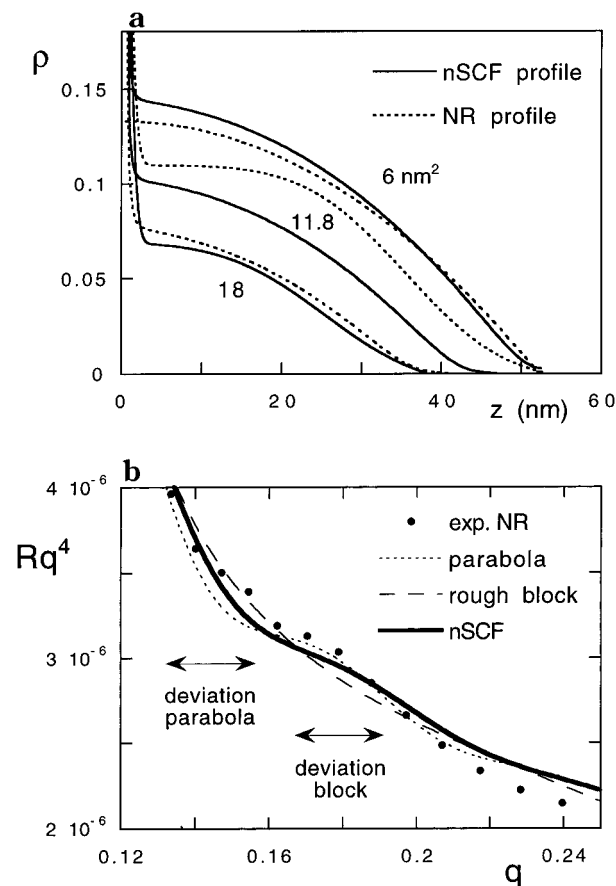 a
ρ
nSCF profile
NR profile
0.15
0.1
0.05
0
6 nm²
11.8
18
0 20 40 60
z (nm)
b
4 10⁻⁶
Rq⁴
3 10⁻⁶
2 10⁻⁶
exp. NR
parabola
rough block
nSCF
deviation
parabola
deviation
block
0.12 0.16 0.2 0.24
q